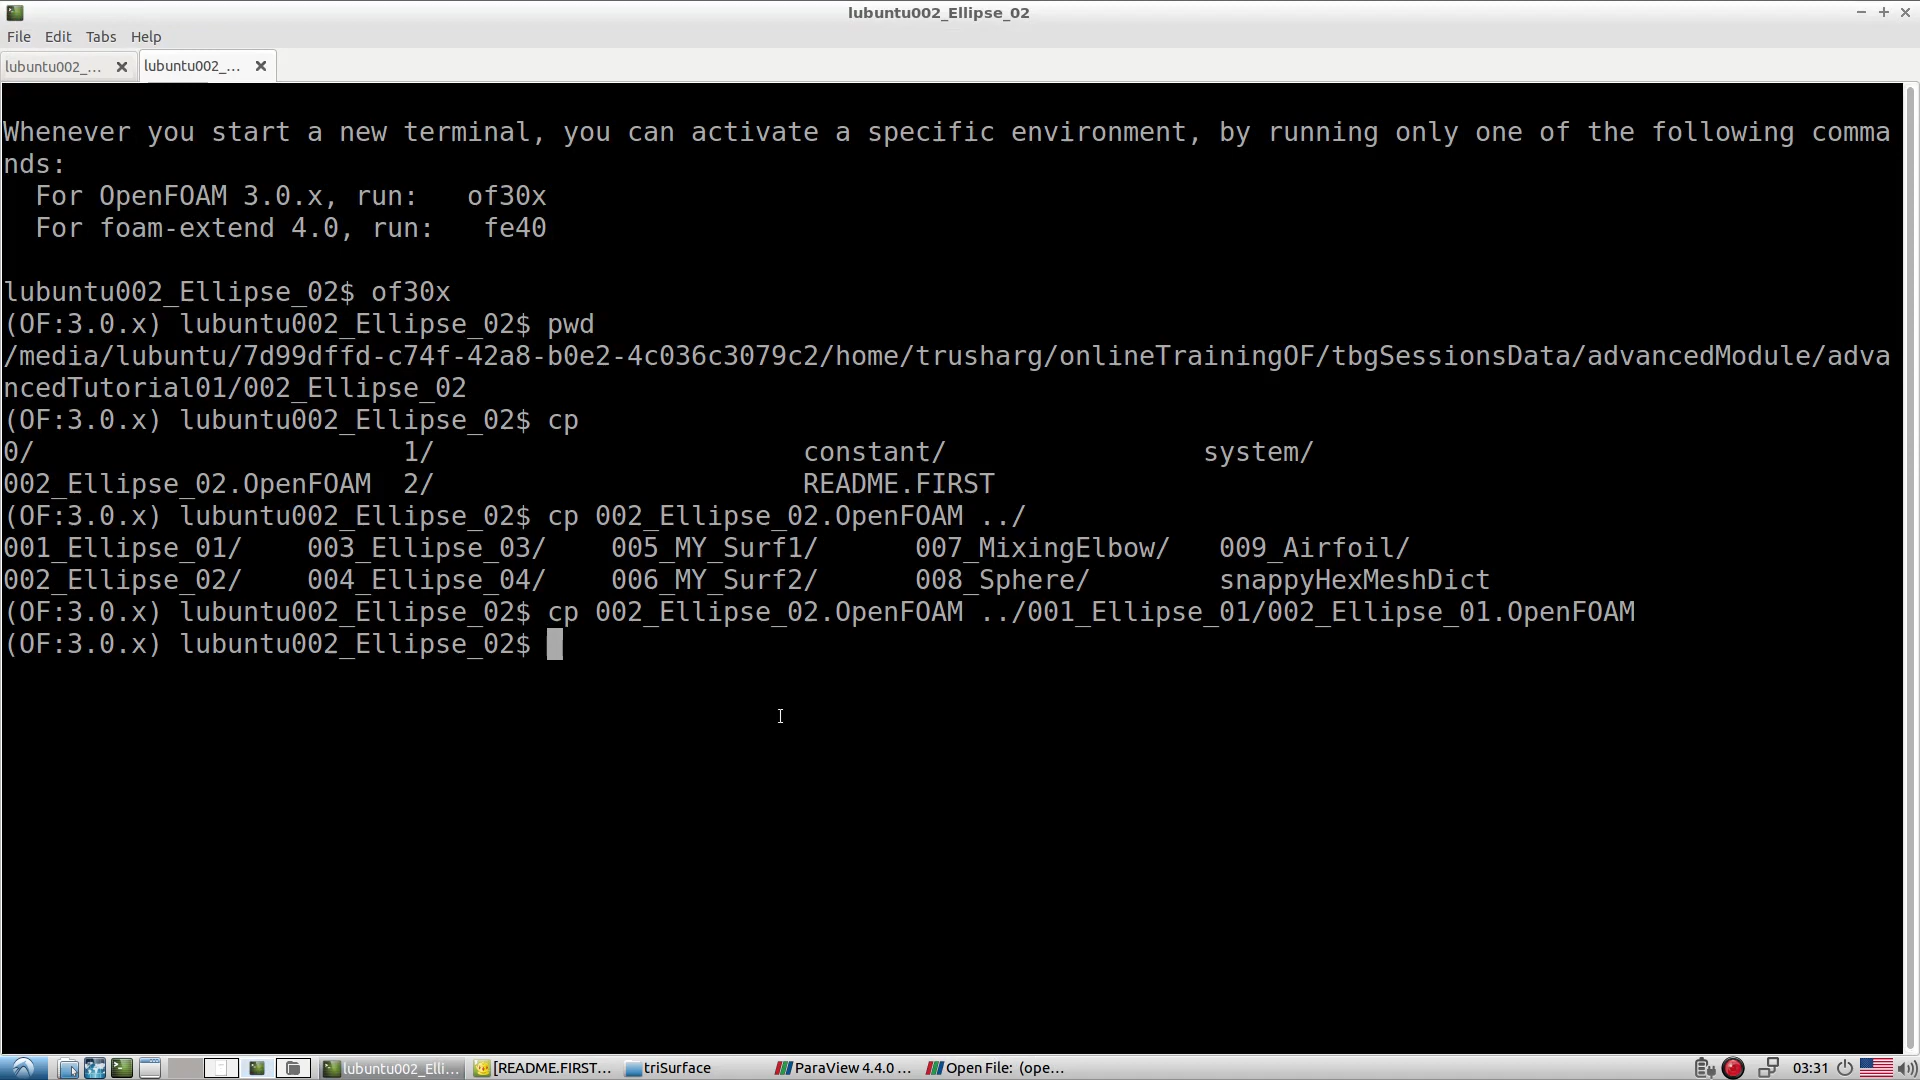 lubuntu002_Ellipse_02
File Edit Tabs Help
lubuntu002_... lubuntu002_...
Whenever you start a new terminal, you can activate a specific environment, by running only one of the following comma
nds:
For OpenFOAM 3.0.x, run: of30x
For foam-extend 4.0, run: fe40
lubuntu002_Ellipse_02$ of30x
(OF:3.0.x) lubuntu002_Ellipse_02$ pwd
/media/lubuntu/7d99dffd-c74f-42a8-b0e2-4c036c3079c2/home/trusharg/onlineTrainingOF/tbgSessionsData/advancedModule/adva
ncedTutorial01/002_Ellipse_02
(OF:3.0.x) lubuntu002_Ellipse_02$ cp
0/ 1/ constant/ system/
002_Ellipse_02.OpenFOAM 2/ README.FIRST
(OF:3.0.x) lubuntu002_Ellipse_02$ cp 002_Ellipse_02.OpenFOAM ../
001_Ellipse_01/ 003_Ellipse_03/ 005_MY_Surf1/ 007_MixingElbow/ 009_Airfoil/
002_Ellipse_02/ 004_Ellipse_04/ 006_MY_Surf2/ 008_Sphere/ snappyHexMeshDict
(OF:3.0.x) lubuntu002_Ellipse_02$ cp 002_Ellipse_02.OpenFOAM ../001_Ellipse_01/002_Ellipse_01.OpenFOAM
(OF:3.0.x) lubuntu002_Ellipse_02$
lubuntu002_Elli... [README.FIRST... triSurface ParaView 4.4.0 ... Open File: (ope... 03:31